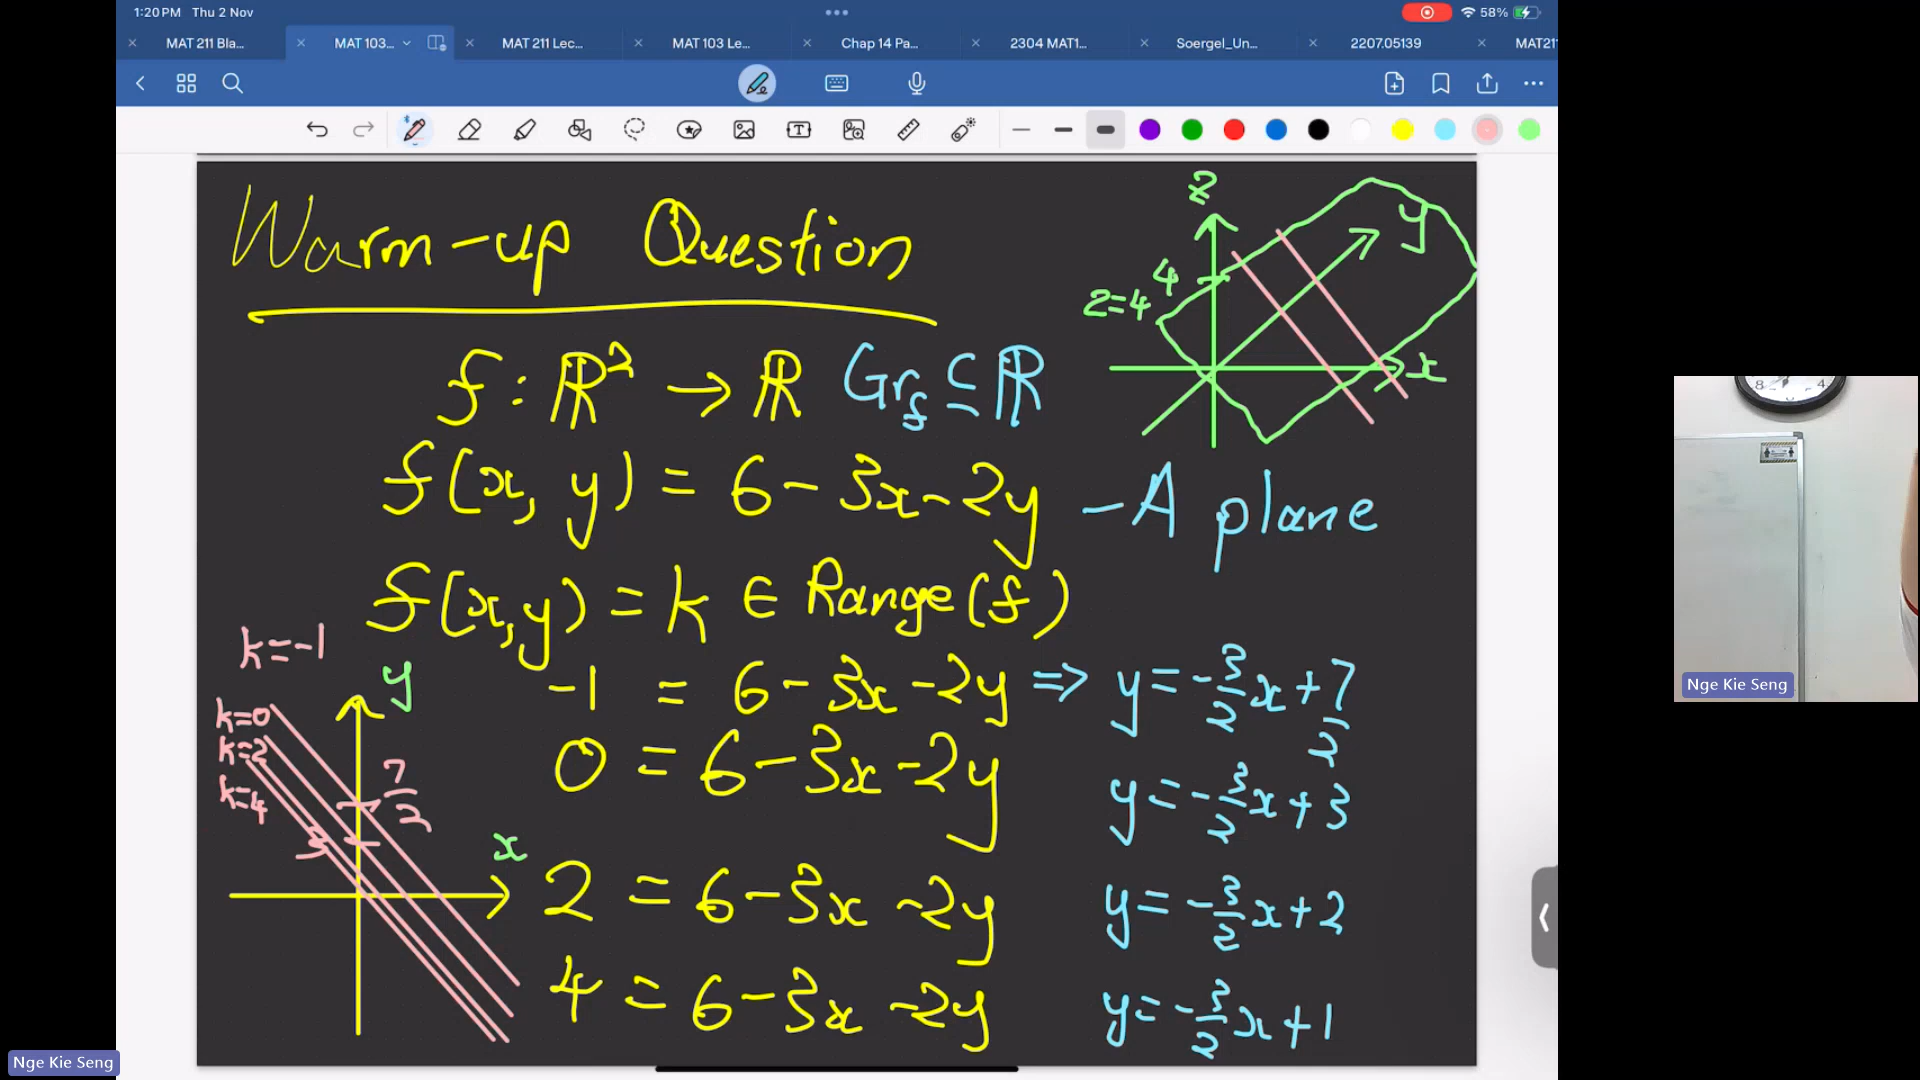 1:20 PM Thu 2 Nov
58%
MAT 211 Bla...
MAT 103...
MAT 211 Lec...
MAT 103 Le...
Chap 14 Pa...
2304 MAT1...
Soergel_Un...
2207.05139
MAT21
Warm-up Question
f : ℝ² → ℝ Gr_f ⊆ ℝ
f(x, y) = 6 - 3x - 2y - A plane
f(x,y) = k ∈ Range(f)
-1 = 6 - 3x - 2y ⇒ y = -3/2 x + 7/2
0 = 6 - 3x - 2y y = -3/2 x + 3
2 = 6 - 3x - 2y y = -3/2 x + 2
4 = 6 - 3x - 2y y = -3/2 x + 1
z
y
4
z=4
x
k=-1
y
k=0
k=2
k=4
7/2
3
x
8 4
Nge Kie Seng
Nge Kie Seng